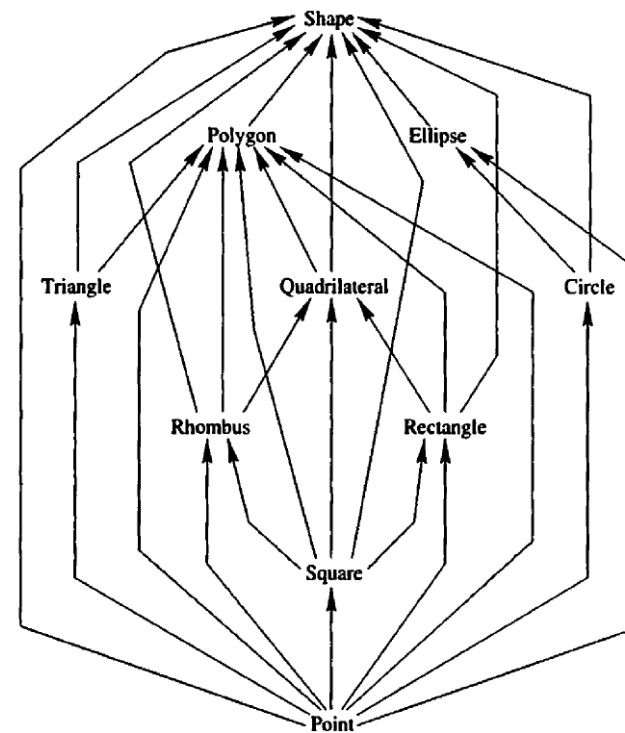 Shape
Polygon Ellipse
Triangle Quadrilateral Circle
Rhombus Rectangle
Square
Point